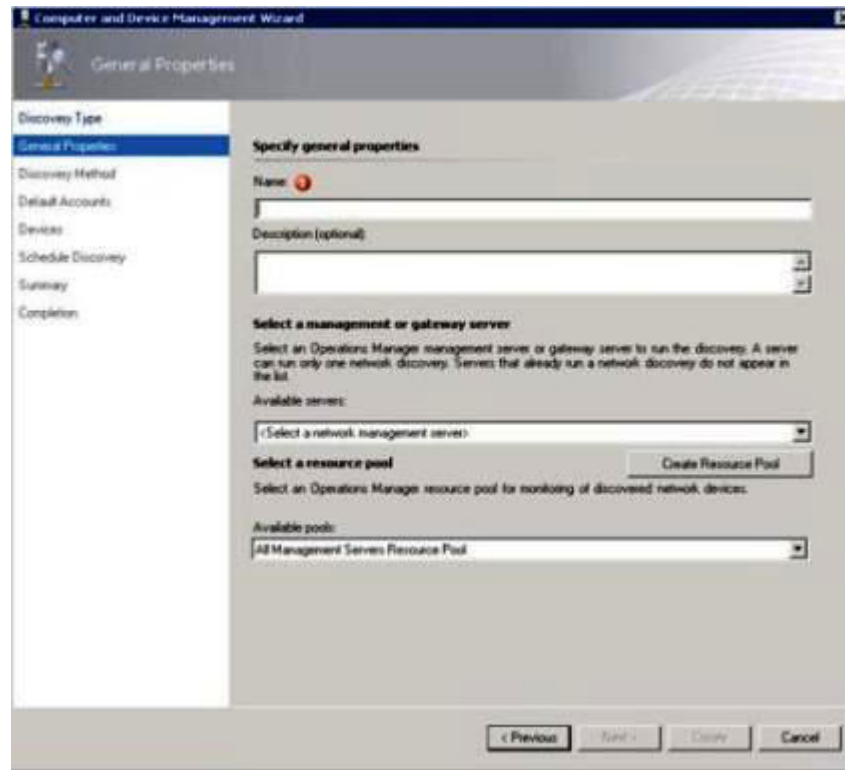 Computer and Device Management Wizard
General Properties
Discovery Type
General Properties
Discovery Method
Default Accounts
Devices
Schedule Discovery
Summary
Completion
Specify general properties
Name:
Description (optional):
Select a management or gateway server
Select an Operations Manager management server or gateway server to run the discovery. A server
can run only one network discovery. Servers that already run a network discovery do not appear in
the list.
Available servers:
<Select a network management server>
Select a resource pool
Create Resource Pool
Select an Operations Manager resource pool for monitoring of discovered network devices.
Available pools:
All Management Servers Resource Pool
< Previous
Next >
Create
Cancel